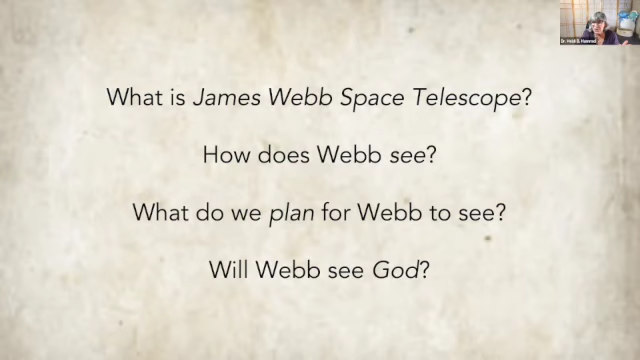 What is James Webb Space Telescope?
How does Webb see?
What do we plan for Webb to see?
Will Webb see God?